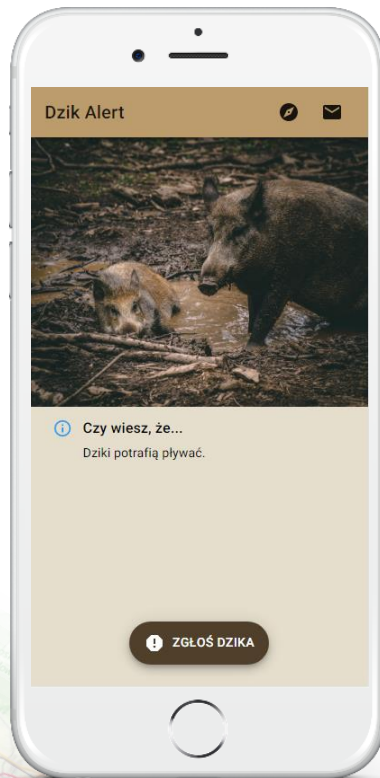 Dzik Alert
Czy wiesz, że...
Dziki potrafią pływać.
ZGŁOŚ DZIKA